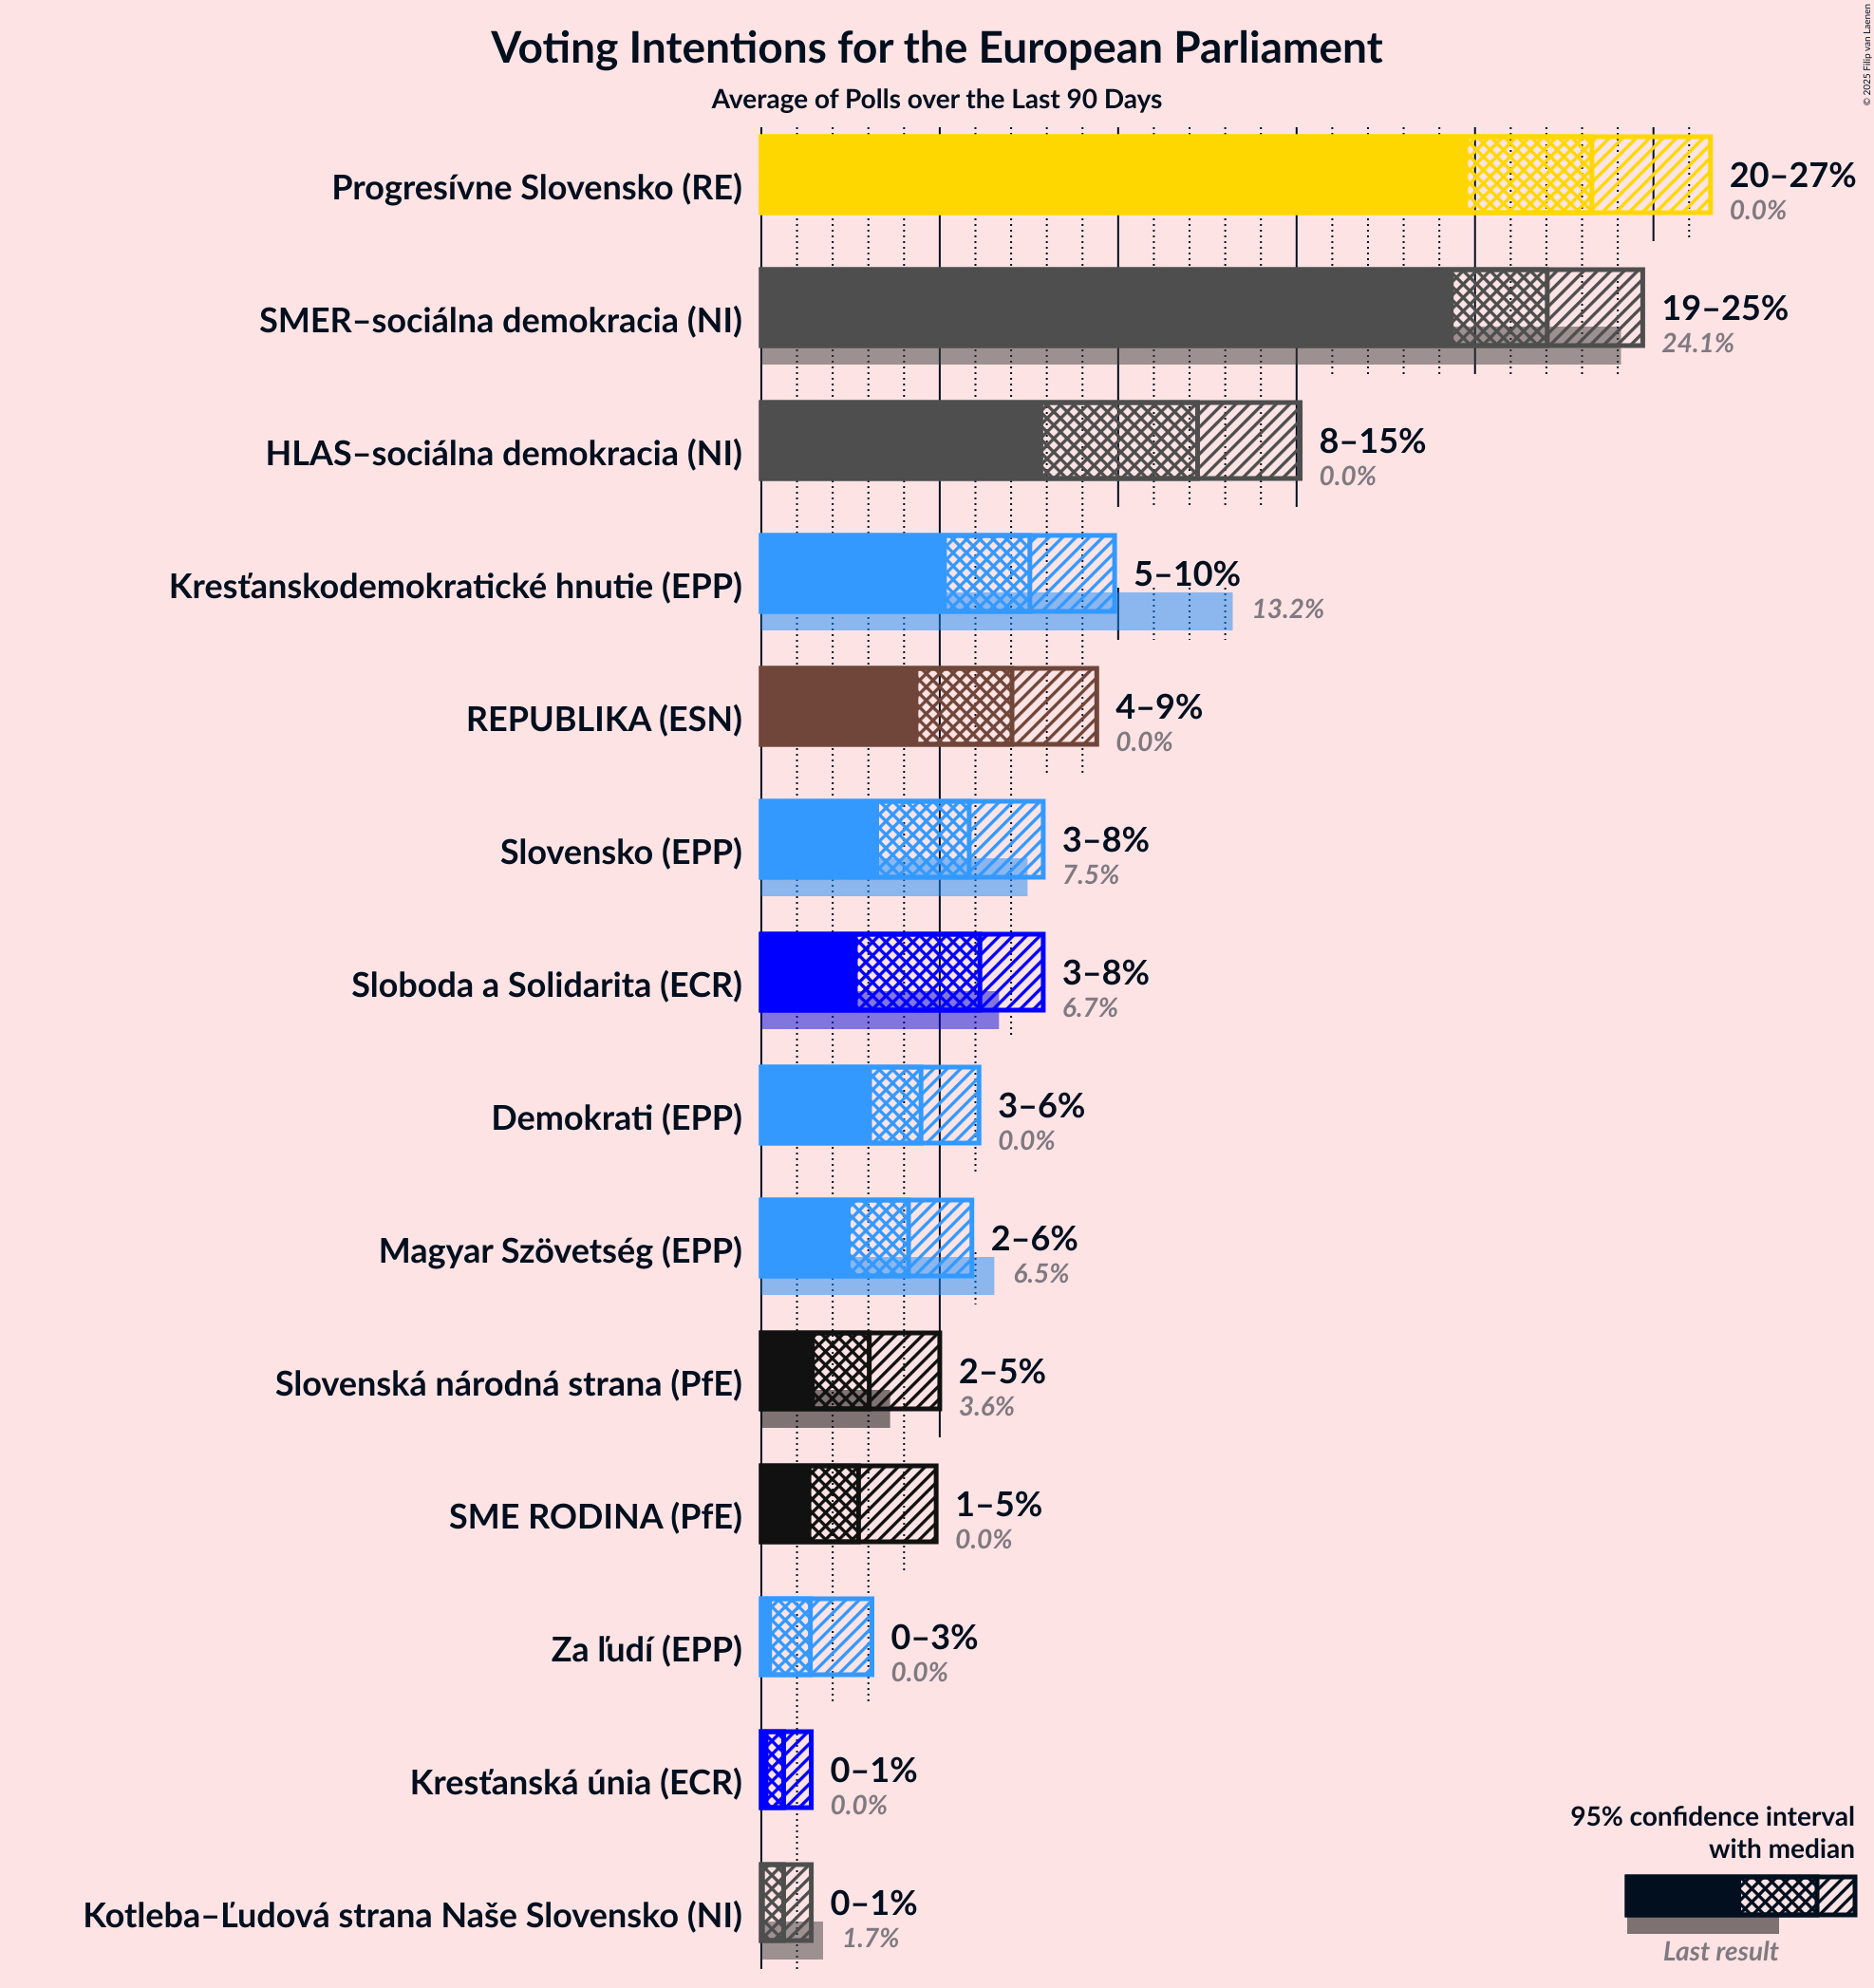 © 2025 Filip van Laenen
Voting Intentions for the European Parliament
Average of Polls over the Last 90 Days
Progresívne Slovensko (RE)
20–27%
0.0%
SMER–sociálna demokracia (NI)
19–25%
24.1%
HLAS–sociálna demokracia (NI)
8–15%
0.0%
Kresťanskodemokratické hnutie (EPP)
5–10%
13.2%
REPUBLIKA (ESN)
4–9%
0.0%
Slovensko (EPP)
3–8%
7.5%
Sloboda a Solidarita (ECR)
3–8%
6.7%
Demokrati (EPP)
3–6%
0.0%
Magyar Szövetség (EPP)
2–6%
6.5%
Slovenská národná strana (PfE)
2–5%
3.6%
SME RODINA (PfE)
1–5%
0.0%
Za ľudí (EPP)
0–3%
0.0%
Kresťanská únia (ECR)
0–1%
0.0%
Kotleba–Ľudová strana Naše Slovensko (NI)
0–1%
1.7%
95% confidence interval
with median
Last result